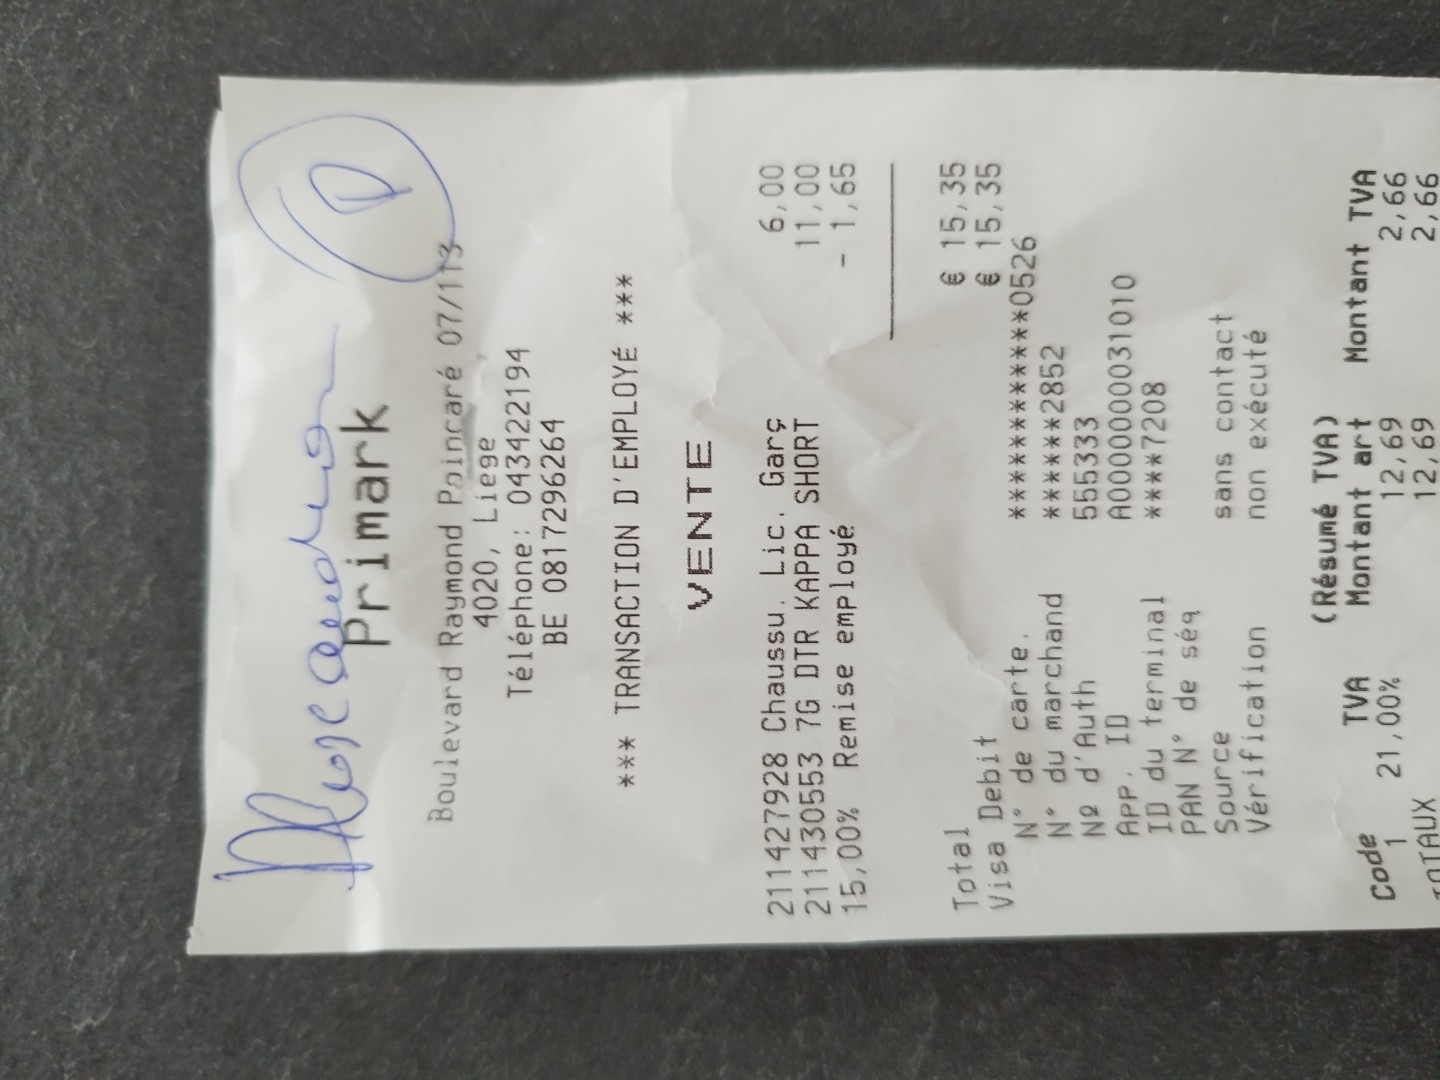 Alexandra
D
Primark
Boulevard Raymond Poincaré 07/113
4020, Liege
Téléphone: 043422194
BE 0817296264
*** TRANSACTION D'EMPLOYÉ ***
VENTE
211427928 Chaussu. Lic. Garç 6,00
211430553 7G DTR KAPPA SHORT 11,00
15,00% Remise employé - 1,65
Total € 15,35
Visa Debit € 15,35
N° de carte. ************0526
N° du marchand ******2852
Nº d'Auth 555333
App. ID A0000000031010
ID du terminal ****7208
PAN N° de séq
Source sans contact
Vérification non exécuté
(Résumé TVA)
Code TVA Montant art Montant TVA
1 21,00% 12,69 2,66
TOTAUX 12,69 2,66